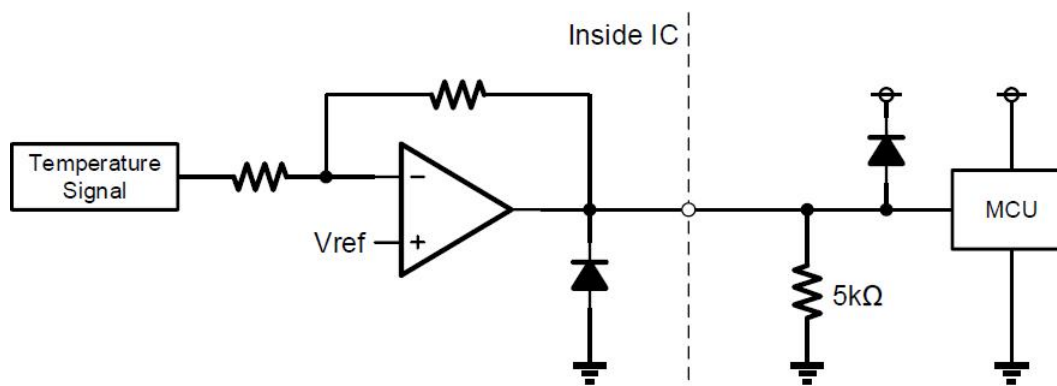 Inside IC
Temperature
Signal
−
Vref
+
5kΩ
MCU